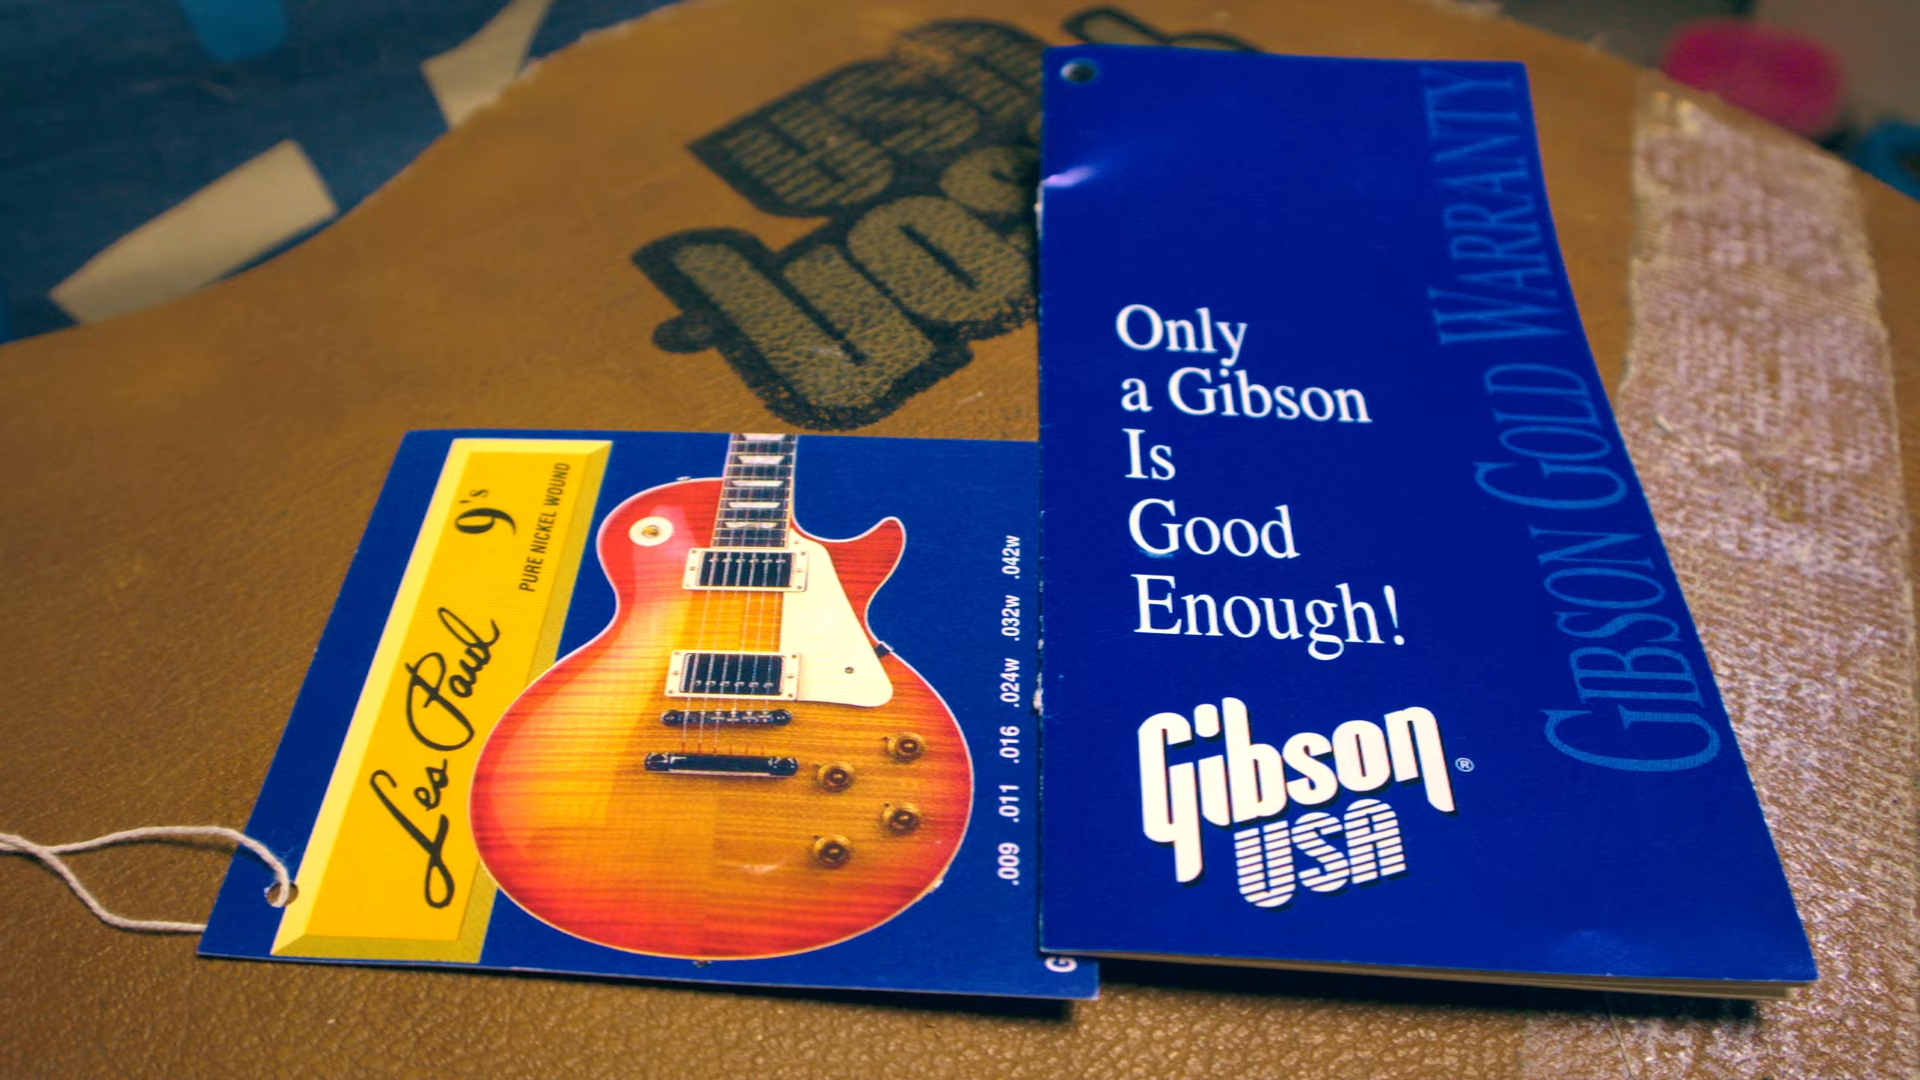 Les Paul 9's
PURE NICKEL WOUND
.009 .011 .016 .024w .032w .042w
G
Only
a Gibson
Is
Good
Enough!
Gibson ®
USA
GIBSON GOLD WARRANTY
USA